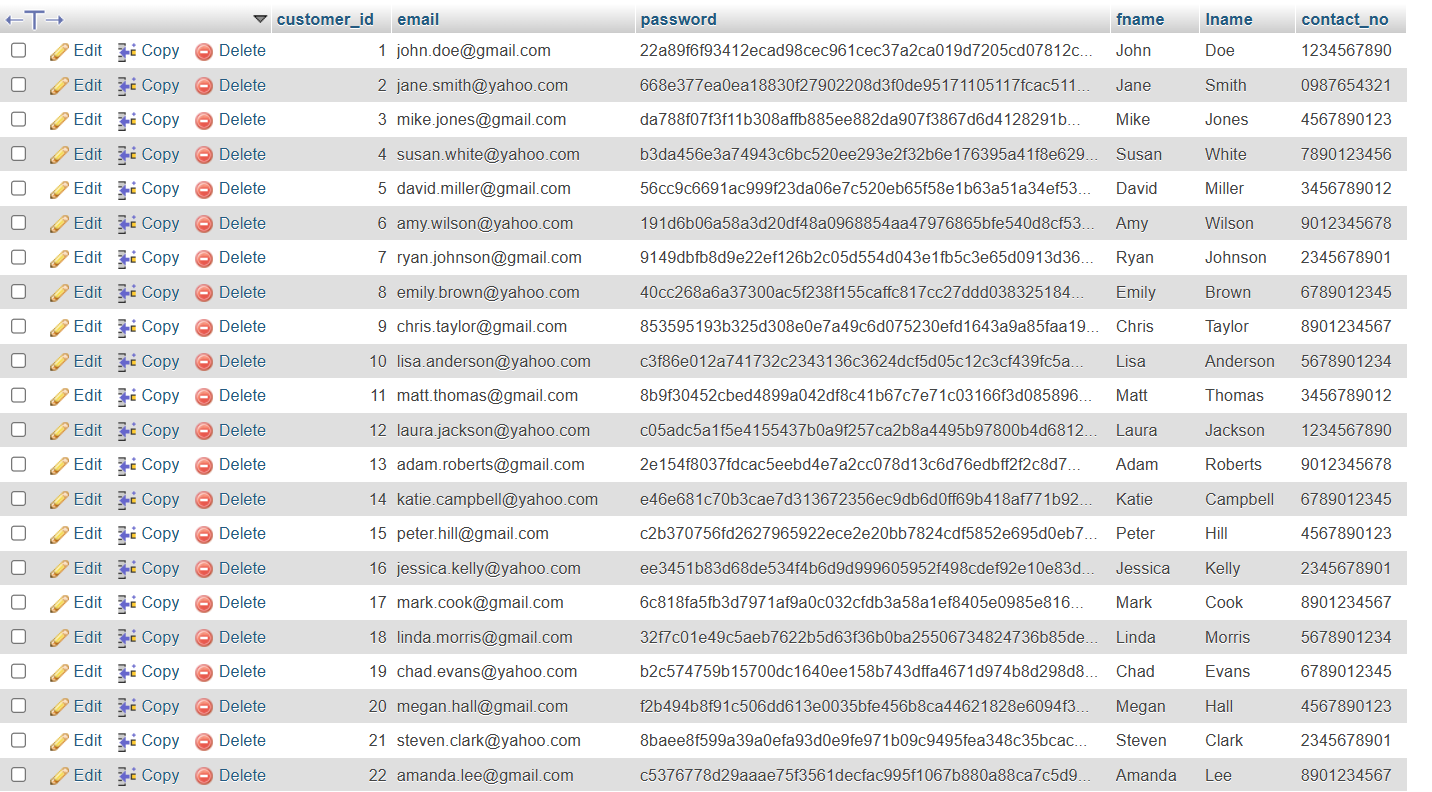 customer_id email password fname lname contact_no
Edit Copy Delete 1 john.doe@gmail.com 22a89f6f93412ecad98cec961cec37a2ca019d7205cd07812c... John Doe 1234567890
Edit Copy Delete 2 jane.smith@yahoo.com 668e377ea0ea18830f27902208d3f0de95171105117fcac511... Jane Smith 0987654321
Edit Copy Delete 3 mike.jones@gmail.com da788f07f3f11b308affb885ee882da907f3867d6d4128291b... Mike Jones 4567890123
Edit Copy Delete 4 susan.white@yahoo.com b3da456e3a74943c6bc520ee293e2f32b6e176395a41f8e629... Susan White 7890123456
Edit Copy Delete 5 david.miller@gmail.com 56cc9c6691ac999f23da06e7c520eb65f58e1b63a51a34ef53... David Miller 3456789012
Edit Copy Delete 6 amy.wilson@yahoo.com 191d6b06a58a3d20df48a0968854aa47976865bfe540d8cf53... Amy Wilson 9012345678
Edit Copy Delete 7 ryan.johnson@gmail.com 9149dbfb8d9e22ef126b2c05d554d043e1fb5c3e65d0913d36... Ryan Johnson 2345678901
Edit Copy Delete 8 emily.brown@yahoo.com 40cc268a6a37300ac5f238f155caffc817cc27ddd038325184... Emily Brown 6789012345
Edit Copy Delete 9 chris.taylor@gmail.com 853595193b325d308e0e7a49c6d075230efd1643a9a85faa19... Chris Taylor 8901234567
Edit Copy Delete 10 lisa.anderson@yahoo.com c3f86e012a741732c2343136c3624dcf5d05c12c3cf439fc5a... Lisa Anderson 5678901234
Edit Copy Delete 11 matt.thomas@gmail.com 8b9f30452cbed4899a042df8c41b67c7e71c03166f3d085896... Matt Thomas 3456789012
Edit Copy Delete 12 laura.jackson@yahoo.com c05adc5a1f5e4155437b0a9f257ca2b8a4495b97800b4d6812... Laura Jackson 1234567890
Edit Copy Delete 13 adam.roberts@gmail.com 2e154f8037fdcac5eebd4e7a2cc078d13c6d76edbff2f2c8d7... Adam Roberts 9012345678
Edit Copy Delete 14 katie.campbell@yahoo.com e46e681c70b3cae7d313672356ec9db6d0ff69b418af771b92... Katie Campbell 6789012345
Edit Copy Delete 15 peter.hill@gmail.com c2b370756fd2627965922ece2e20bb7824cdf5852e695d0eb7... Peter Hill 4567890123
Edit Copy Delete 16 jessica.kelly@yahoo.com ee3451b83d68de534f4b6d9d999605952f498cdef92e10e83d... Jessica Kelly 2345678901
Edit Copy Delete 17 mark.cook@gmail.com 6c818fa5fb3d7971af9a0c032cfdb3a58a1ef8405e0985e816... Mark Cook 8901234567
Edit Copy Delete 18 linda.morris@gmail.com 32f7c01e49c5aeb7622b5d63f36b0ba25506734824736b85de... Linda Morris 5678901234
Edit Copy Delete 19 chad.evans@yahoo.com b2c574759b15700dc1640ee158b743dffa4671d974b8d298d8... Chad Evans 6789012345
Edit Copy Delete 20 megan.hall@gmail.com f2b494b8f91c506dd613e0035bfe456b8ca44621828e6094f3... Megan Hall 4567890123
Edit Copy Delete 21 steven.clark@yahoo.com 8baee8f599a39a0efa93d0e9fe971b09c9495fea348c35bcac... Steven Clark 2345678901
Edit Copy Delete 22 amanda.lee@gmail.com c5376778d29aaae75f3561decfac995f1067b880a88ca7c5d9... Amanda Lee 8901234567